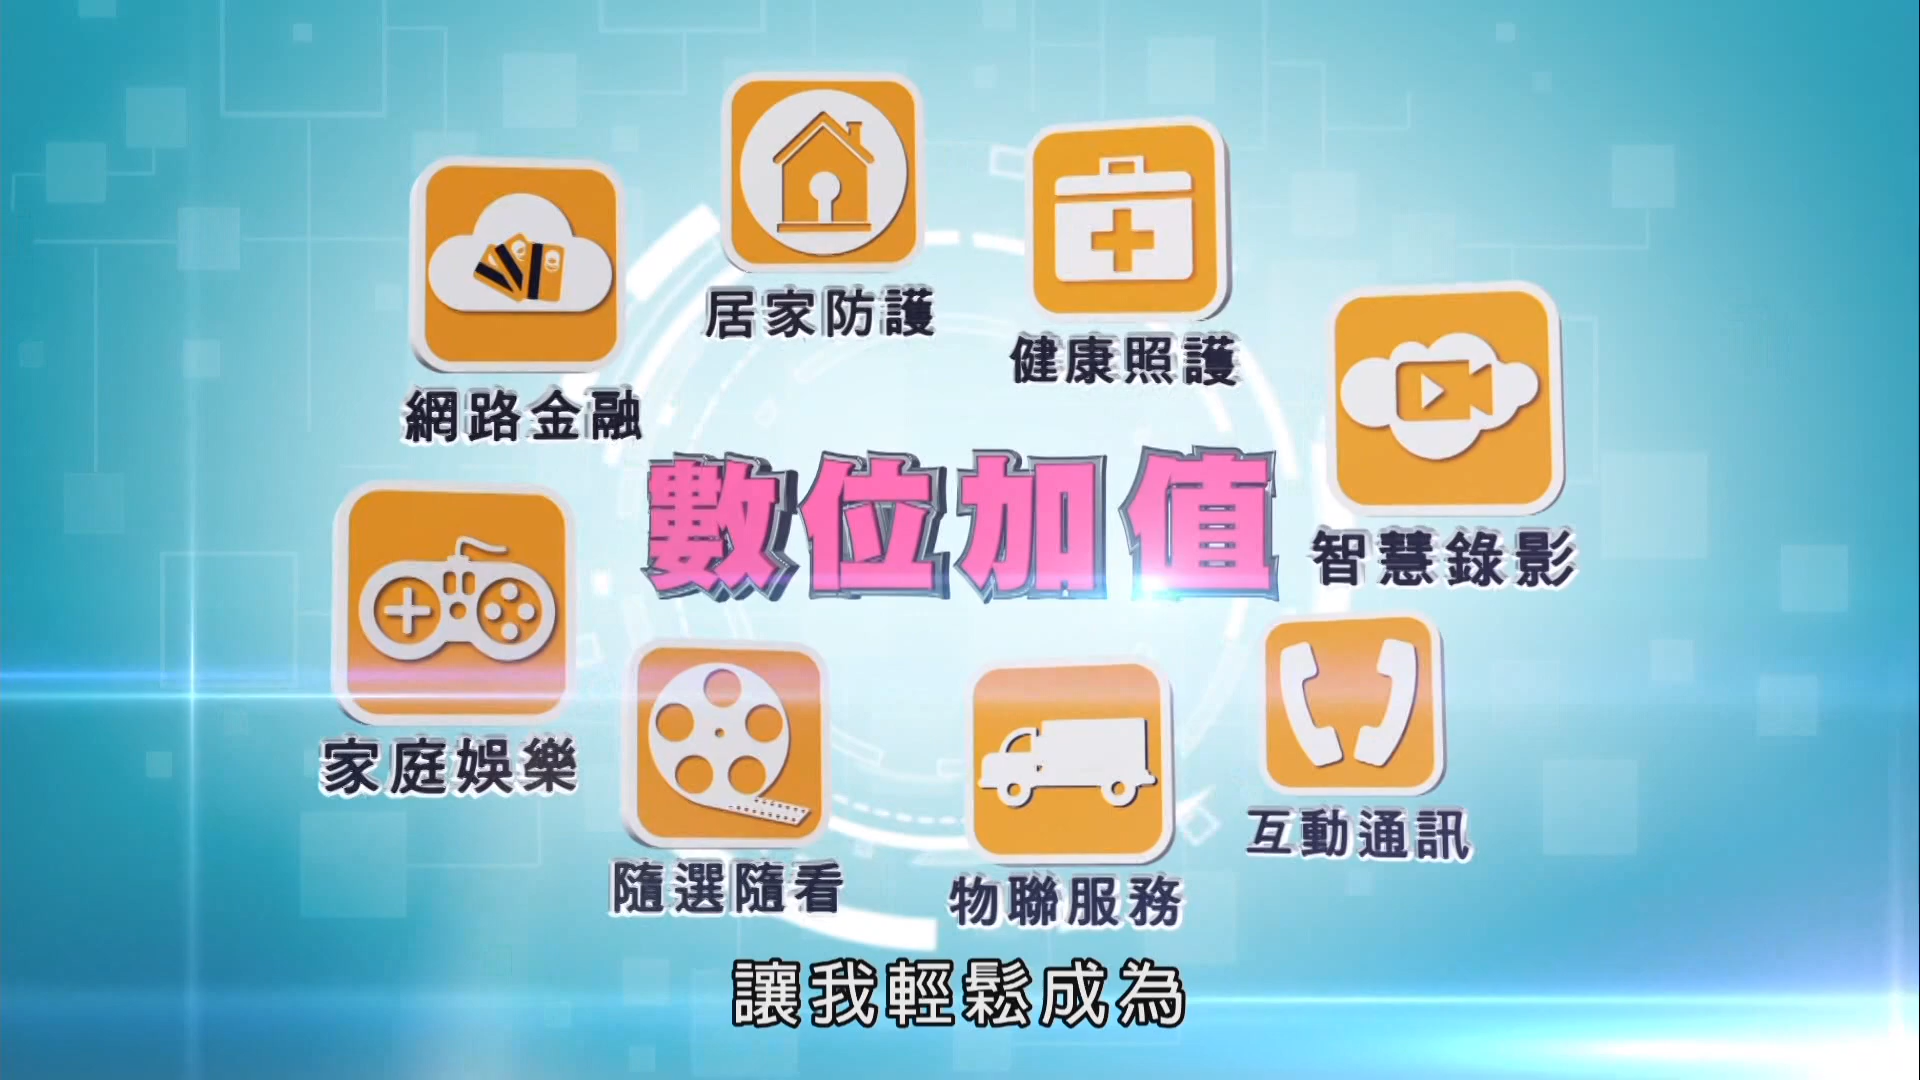 居家防護
健康照護
網路金融
數位加值
智慧錄影
家庭娛樂
互動通訊
隨選隨看
物聯服務
讓我輕鬆成為